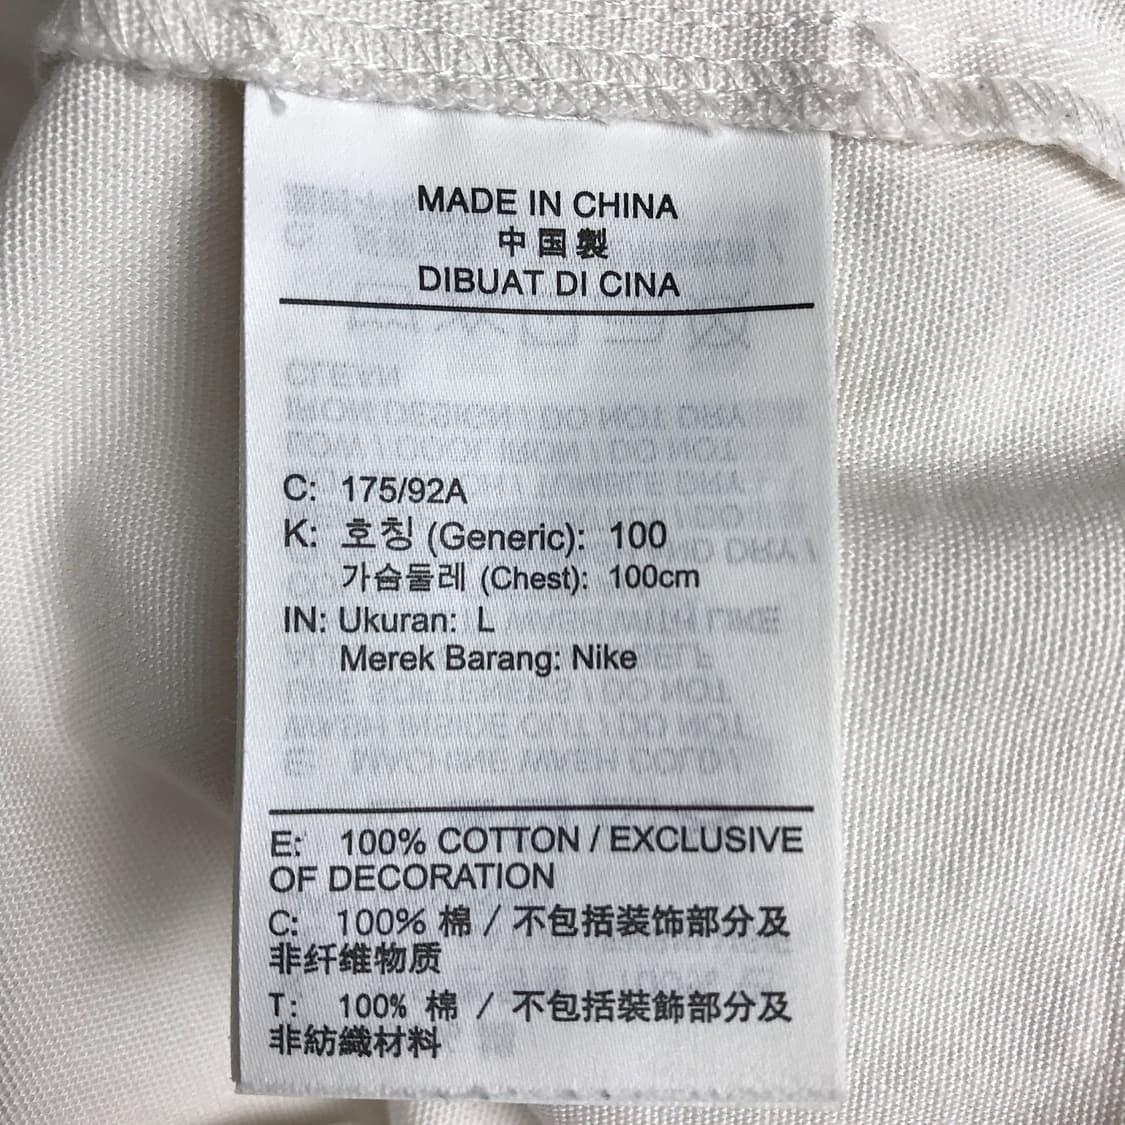 MADE IN CHINA
中国製
DIBUAT DI CINA
C: 175/92A
K: 호칭 (Generic): 100
가슴둘레 (Chest): 100cm
IN: Ukuran: L
Merek Barang: Nike
E: 100% COTTON / EXCLUSIVE
OF DECORATION
C: 100% 棉 / 不包括装饰部分及
非纤维物质
T: 100% 棉 / 不包括裝飾部分及
非紡織材料